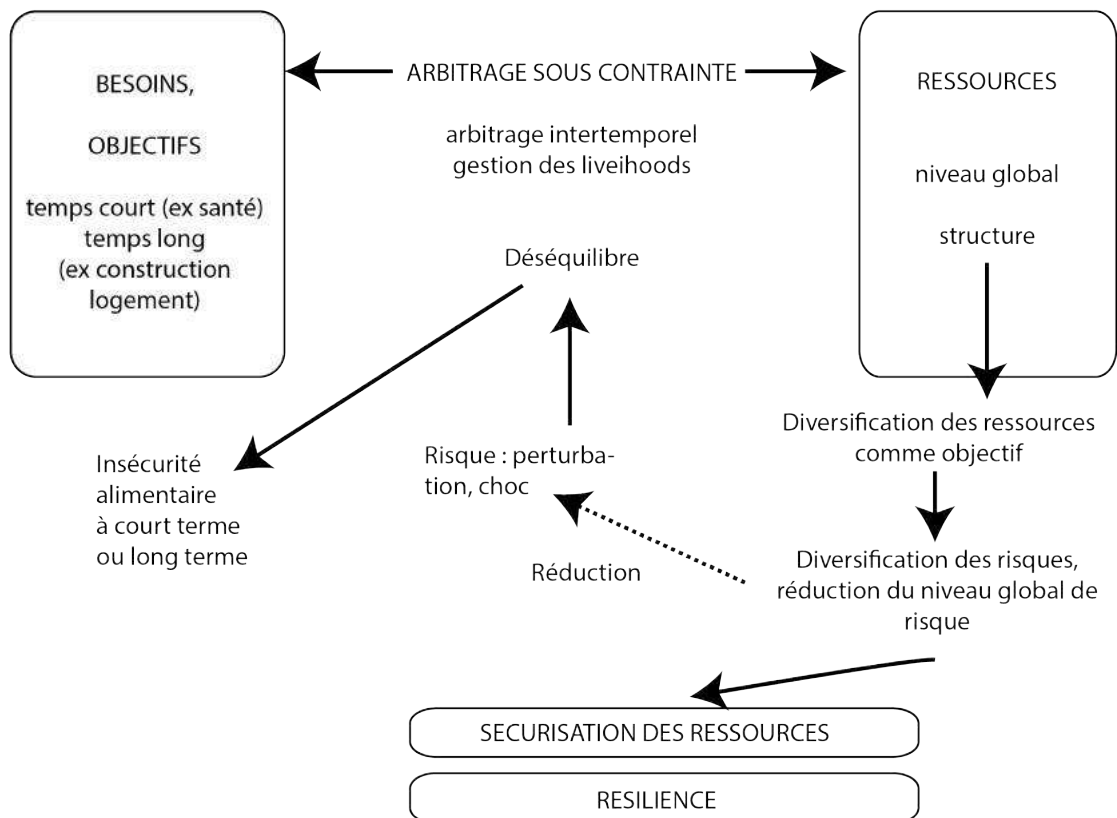 BESOINS,
OBJECTIFS
temps court (ex santé)
temps long
(ex construction
logement)
ARBITRAGE SOUS CONTRAINTE
arbitrage intertemporel
gestion des liveihoods
RESSOURCES
niveau global
structure
Déséquilibre
Insécurité
alimentaire
à court terme
ou long terme
Risque : perturba-
tion, choc
Diversification des ressources
comme objectif
Réduction
Diversification des risques,
réduction du niveau global de
risque
SECURISATION DES RESSOURCES
RESILIENCE